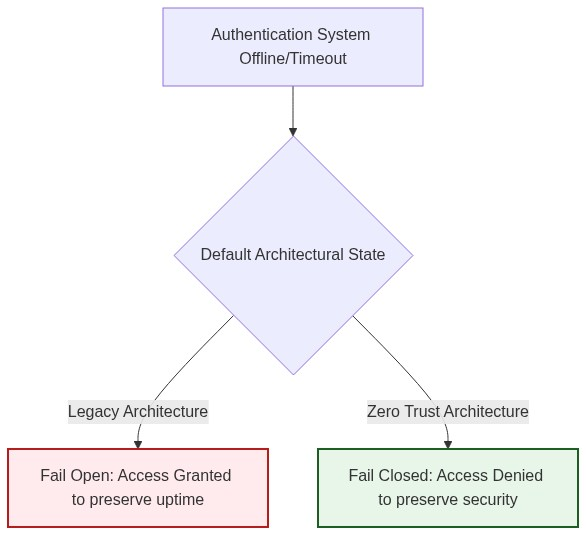 Authentication System
Offline/Timeout
Default Architectural State
Legacy Architecture
Zero Trust Architecture
Fail Open: Access Granted
to preserve uptime
Fail Closed: Access Denied
to preserve security